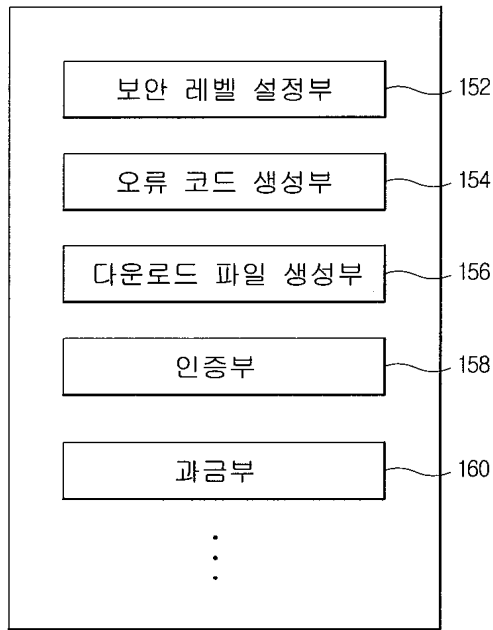 보안 레벨 설정부 152
오류 코드 생성부 154
다운로드 파일 생성부 156
인증부 158
과금부 160